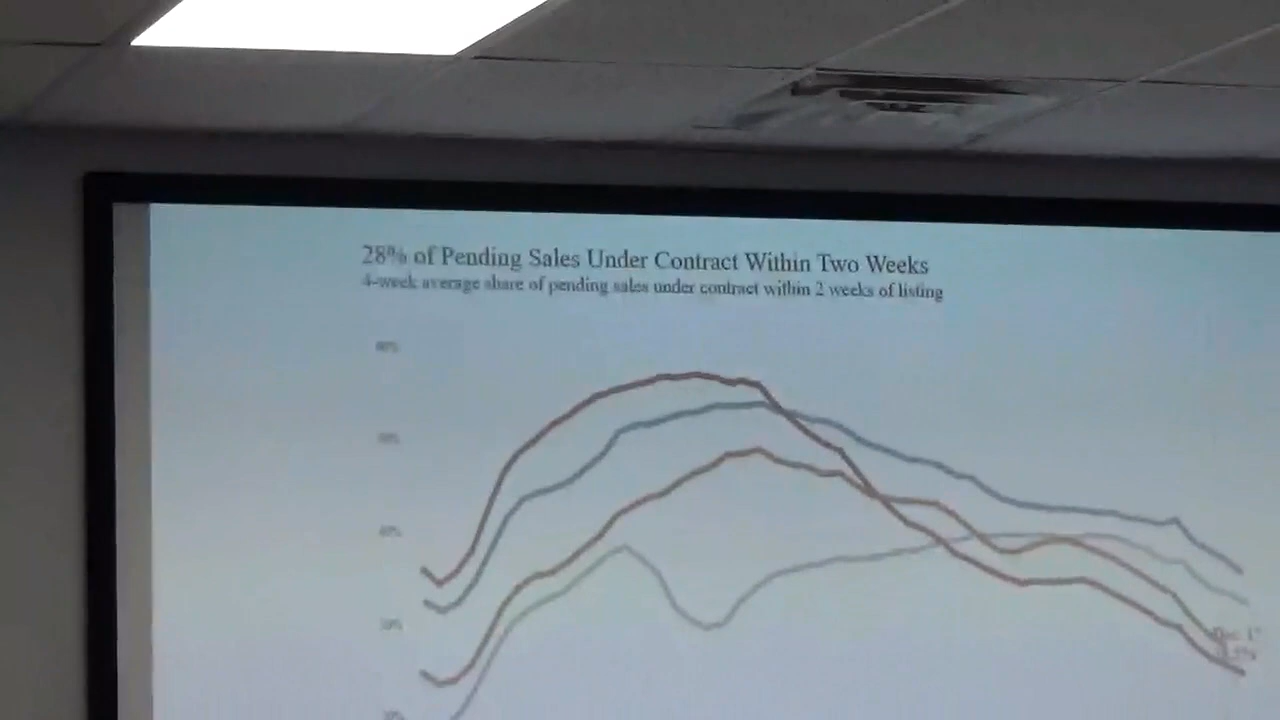 28% of Pending Sales Under Contract Within Two Weeks
4-week average share of pending sales under contract within 2 weeks of listing